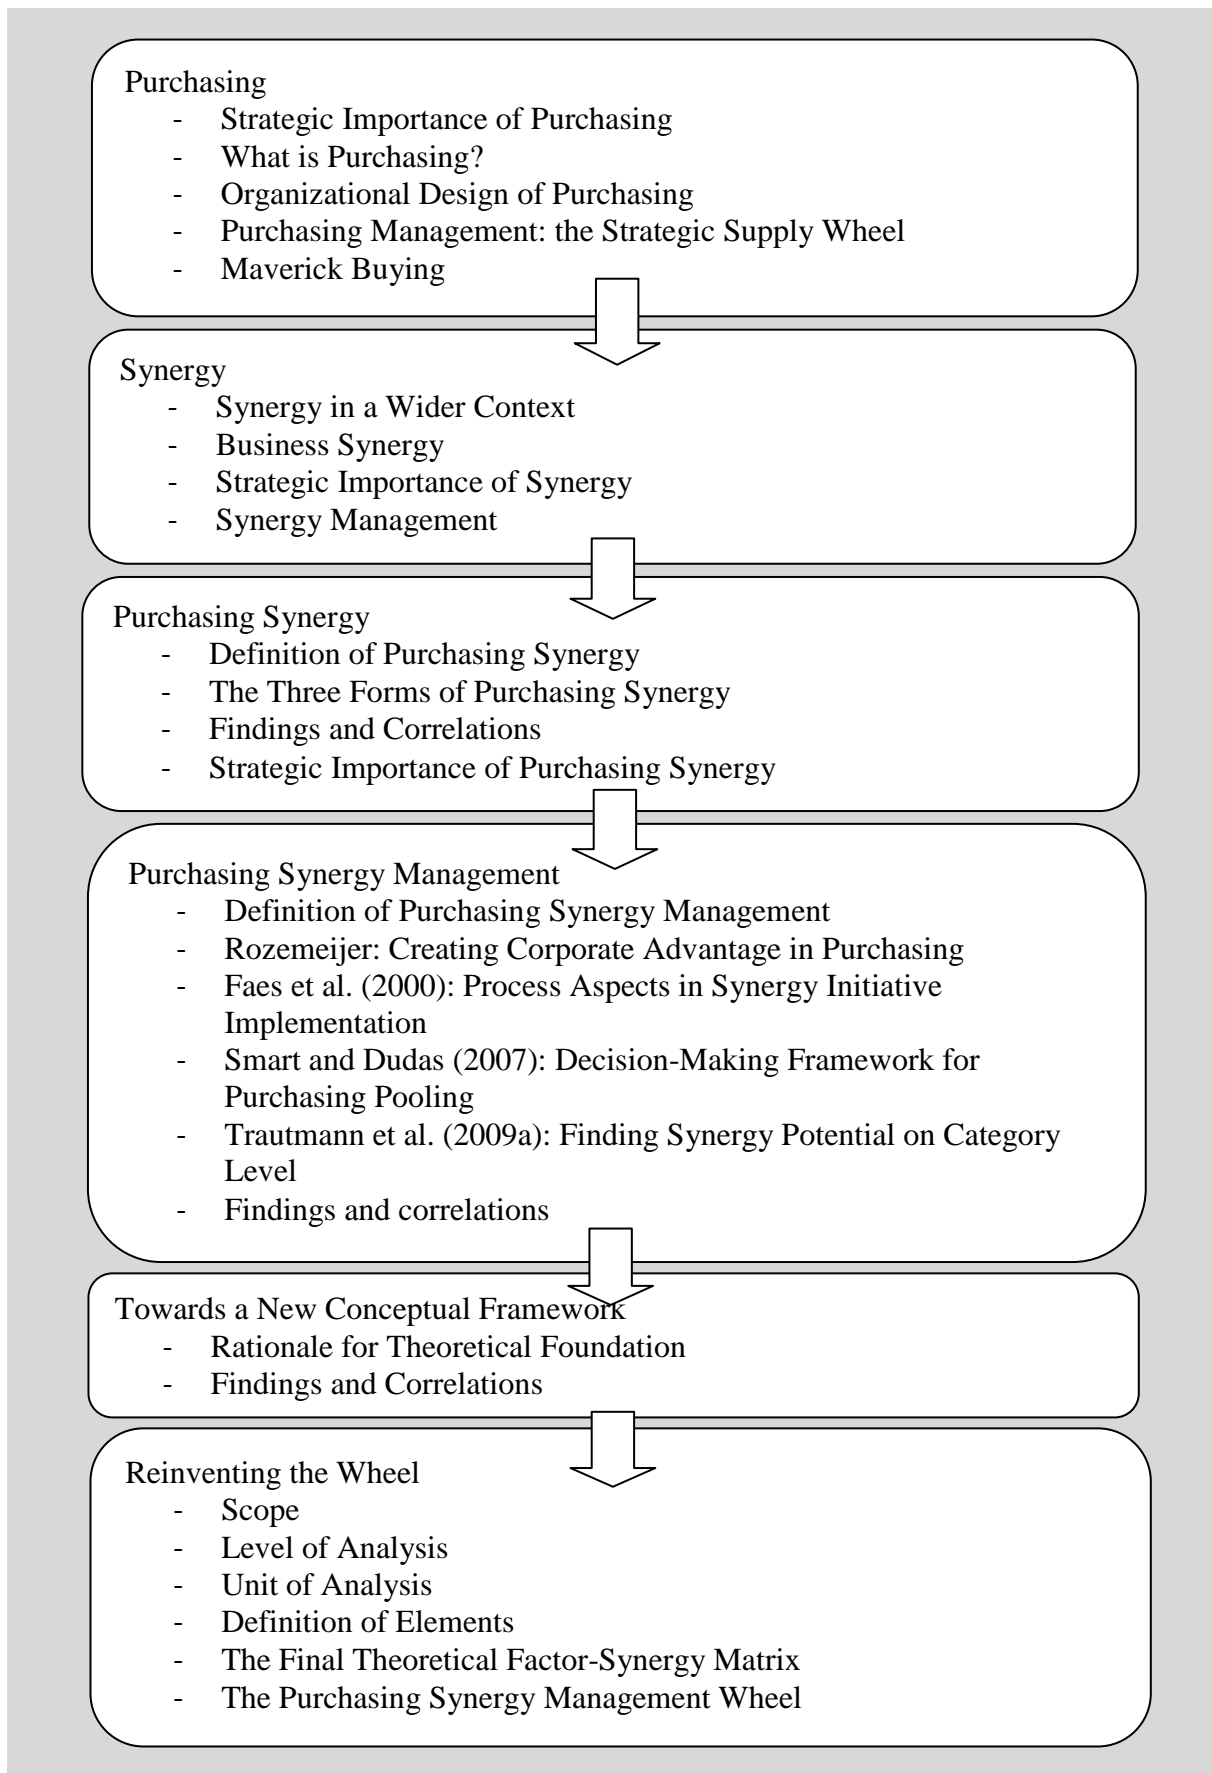 Purchasing
- Strategic Importance of Purchasing
- What is Purchasing?
- Organizational Design of Purchasing
- Purchasing Management: the Strategic Supply Wheel
- Maverick Buying
Synergy
- Synergy in a Wider Context
- Business Synergy
- Strategic Importance of Synergy
- Synergy Management
Purchasing Synergy
- Definition of Purchasing Synergy
- The Three Forms of Purchasing Synergy
- Findings and Correlations
- Strategic Importance of Purchasing Synergy
Purchasing Synergy Management
- Definition of Purchasing Synergy Management
- Rozemeijer: Creating Corporate Advantage in Purchasing
- Faes et al. (2000): Process Aspects in Synergy Initiative
Implementation
- Smart and Dudas (2007): Decision-Making Framework for
Purchasing Pooling
- Trautmann et al. (2009a): Finding Synergy Potential on Category
Level
- Findings and correlations
Towards a New Conceptual Framework
- Rationale for Theoretical Foundation
- Findings and Correlations
Reinventing the Wheel
- Scope
- Level of Analysis
- Unit of Analysis
- Definition of Elements
- The Final Theoretical Factor-Synergy Matrix
- The Purchasing Synergy Management Wheel